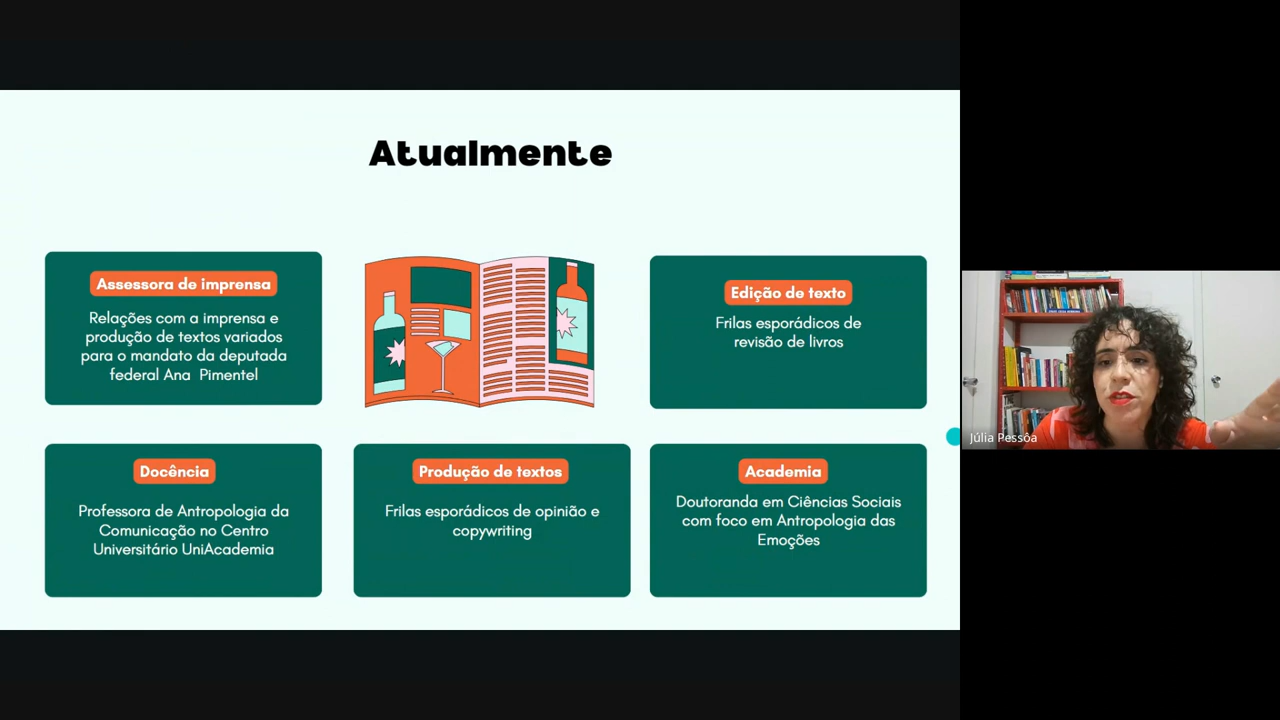 Atualmente
Assessora de imprensa
Relações com a imprensa e
produção de textos variados
para o mandato da deputada
federal Ana Pimentel
Edição de texto
Frilas esporádicos de
revisão de livros
Docência
Professora de Antropologia da
Comunicação no Centro
Universitário UniAcademia
Produção de textos
Frilas esporádicos de opinião e
copywriting
Academia
Doutoranda em Ciências Sociais
com foco em Antropologia das
Emoções
Júlia Pessôa